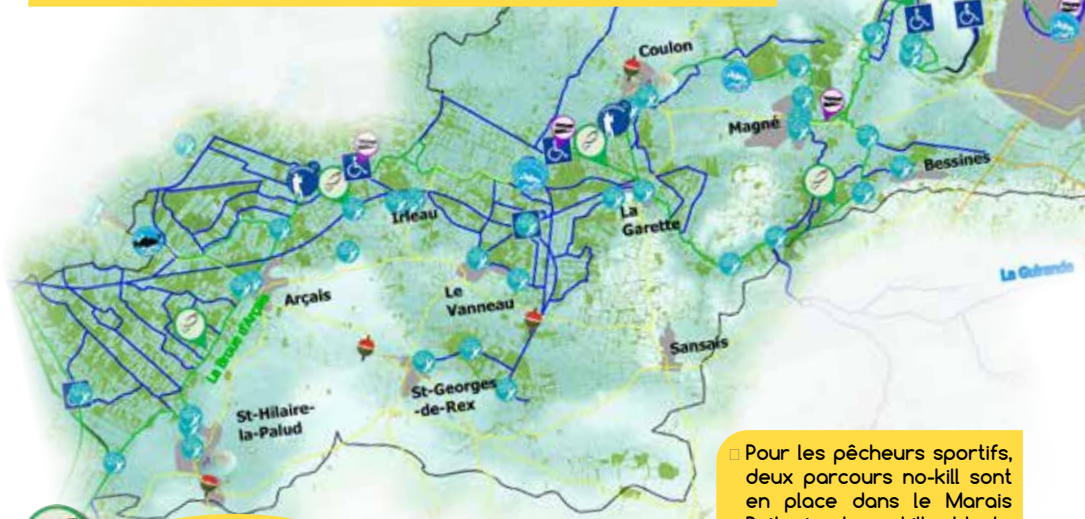 Coulon
Magné
Bessines
Irleau
La
Garette
La Guirande
Arçais
Le
Vanneau
La Broue d'Arçais
Sansais
St-Georges
-de-Rex
St-Hilaire-
la-Palud
Pour les pêcheurs sportifs,
deux parcours no-kill sont
en place dans le Marais